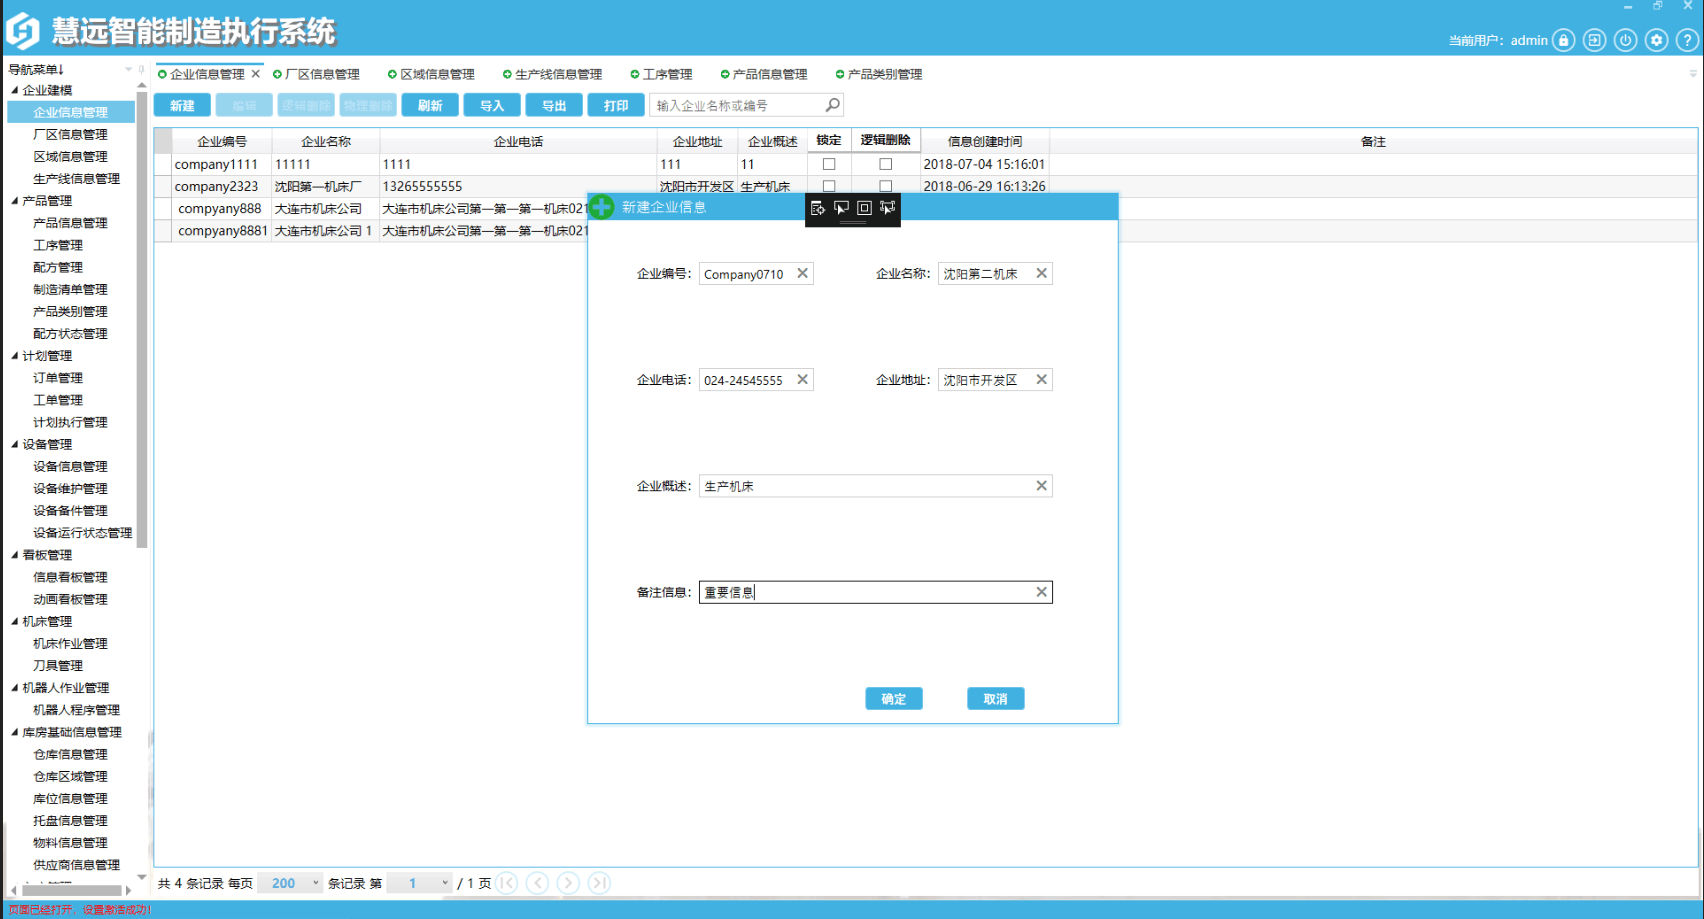 慧远智能制造执行系统
当前用户: admin
导航菜单↓
企业建模
企业信息管理
厂区信息管理
区域信息管理
生产线信息管理
产品管理
产品信息管理
工序管理
配方管理
制造清单管理
产品类别管理
配方状态管理
计划管理
订单管理
工单管理
计划执行管理
设备管理
设备信息管理
设备维护管理
设备备件管理
设备运行状态管理
看板管理
信息看板管理
动画看板管理
机床管理
机床作业管理
刀具管理
机器人作业管理
机器人程序管理
库房基础信息管理
仓库信息管理
仓库区域管理
库位信息管理
托盘信息管理
物料信息管理
供应商信息管理
企业信息管理 厂区信息管理 区域信息管理 生产线信息管理 工序管理 产品信息管理 产品类别管理
新建 编辑 逻辑删除 物理删除 刷新 导入 导出 打印 输入企业名称或编号
企业编号 企业名称 企业电话 企业地址 企业概述 锁定 逻辑删除 信息创建时间 备注
company1111 11111 1111 111 11 2018-07-04 15:16:01
company2323 沈阳第一机床厂 13265555555 沈阳市开发区 生产机床 2018-06-29 16:13:26
compyany888 大连市机床公司 大连市机床公司第一第一第一机床021
compyany8881 大连市机床公司 1 大连市机床公司第一第一第一机床021
新建企业信息
企业编号: Company0710 企业名称: 沈阳第二机床
企业电话: 024-24545555 企业地址: 沈阳市开发区
企业概述: 生产机床
备注信息: 重要信息
确定 取消
共 4 条记录 每页 200 条记录 第 1 / 1 页
页面已经打开，设置激活成功!